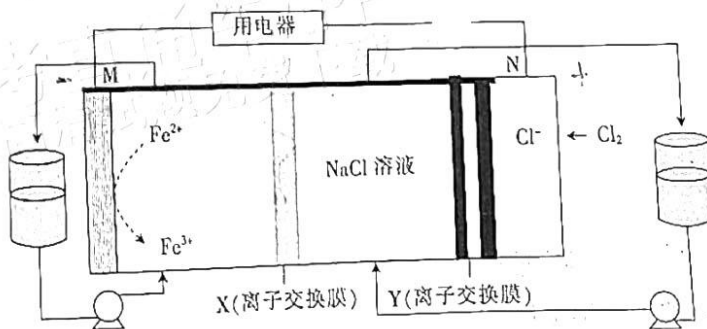 用电器
M
N
− +
Fe²⁺
Cl⁻ ← Cl₂
NaCl 溶液
Fe³⁺
X(离子交换膜) Y(离子交换膜)